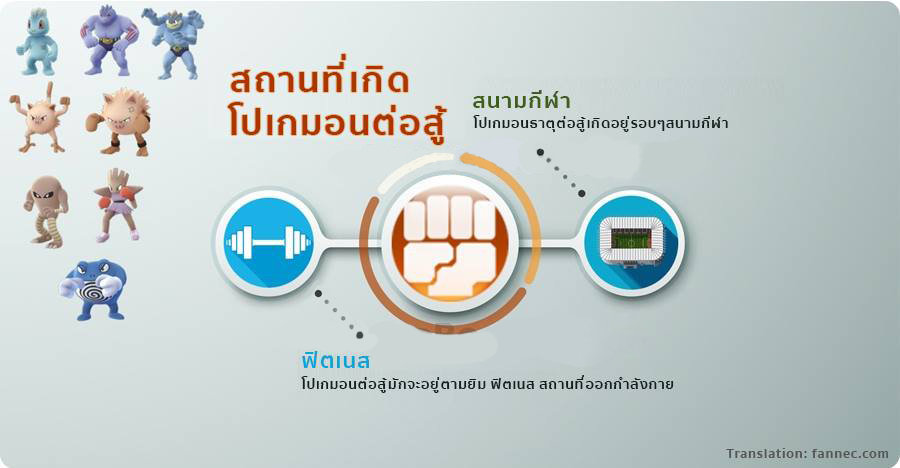 สถานที่เกิด
โปเกมอนต่อสู้
สนามกีฬา
โปเกมอนธาตุต่อสู้เกิดอยู่รอบๆสนามกีฬา
ฟิตเนส
โปเกมอนต่อสู้มักจะอยู่ตามยิม ฟิตเนส สถานที่ออกกำลังกาย
Translation: fannec.com